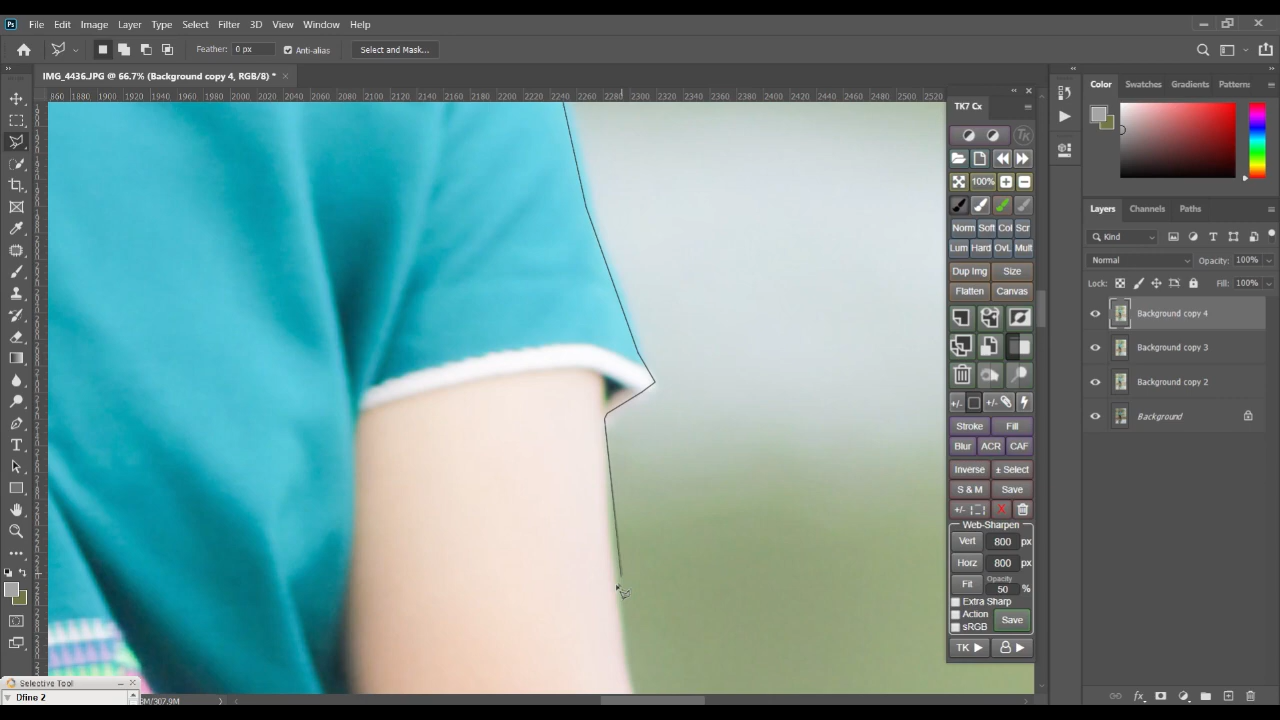 Ps File Edit Image Layer Type Select Filter 3D View Window Help
Feather: 0 px Anti-alias Select and Mask...
IMG_4436.JPG @ 66.7% (Background copy 4, RGB/8) *
860 1880 1900 1920 1940 1960 1980 2000 2020 2040 2060 2080 2100 2120 2140 2160 2180 2200 2220 2240 2260 2280 2300 2320 2340 2360 2380 2400 2420 2440 2460 2480 2500 2520
TK7 Cx
TK
100%
Norm Soft Col Scr
Lum Hard OvL Mult
Dup Img Size
Flatten Canvas
+/- +/-
Stroke Fill
Blur ACR CAF
Inverse ± Select
S & M Save
+/- X
Web-Sharpen
Vert 800 px
Horz 800 px
Fit Opacity 50 %
Extra Sharp
Action
sRGB
Save
TK
Color Swatches Gradients Patterns
Layers Channels Paths
Kind
Normal Opacity: 100%
Lock: Fill: 100%
Background copy 4
Background copy 3
Background copy 2
Background
fx
Selective Tool
Dfine 2
M/307.9M